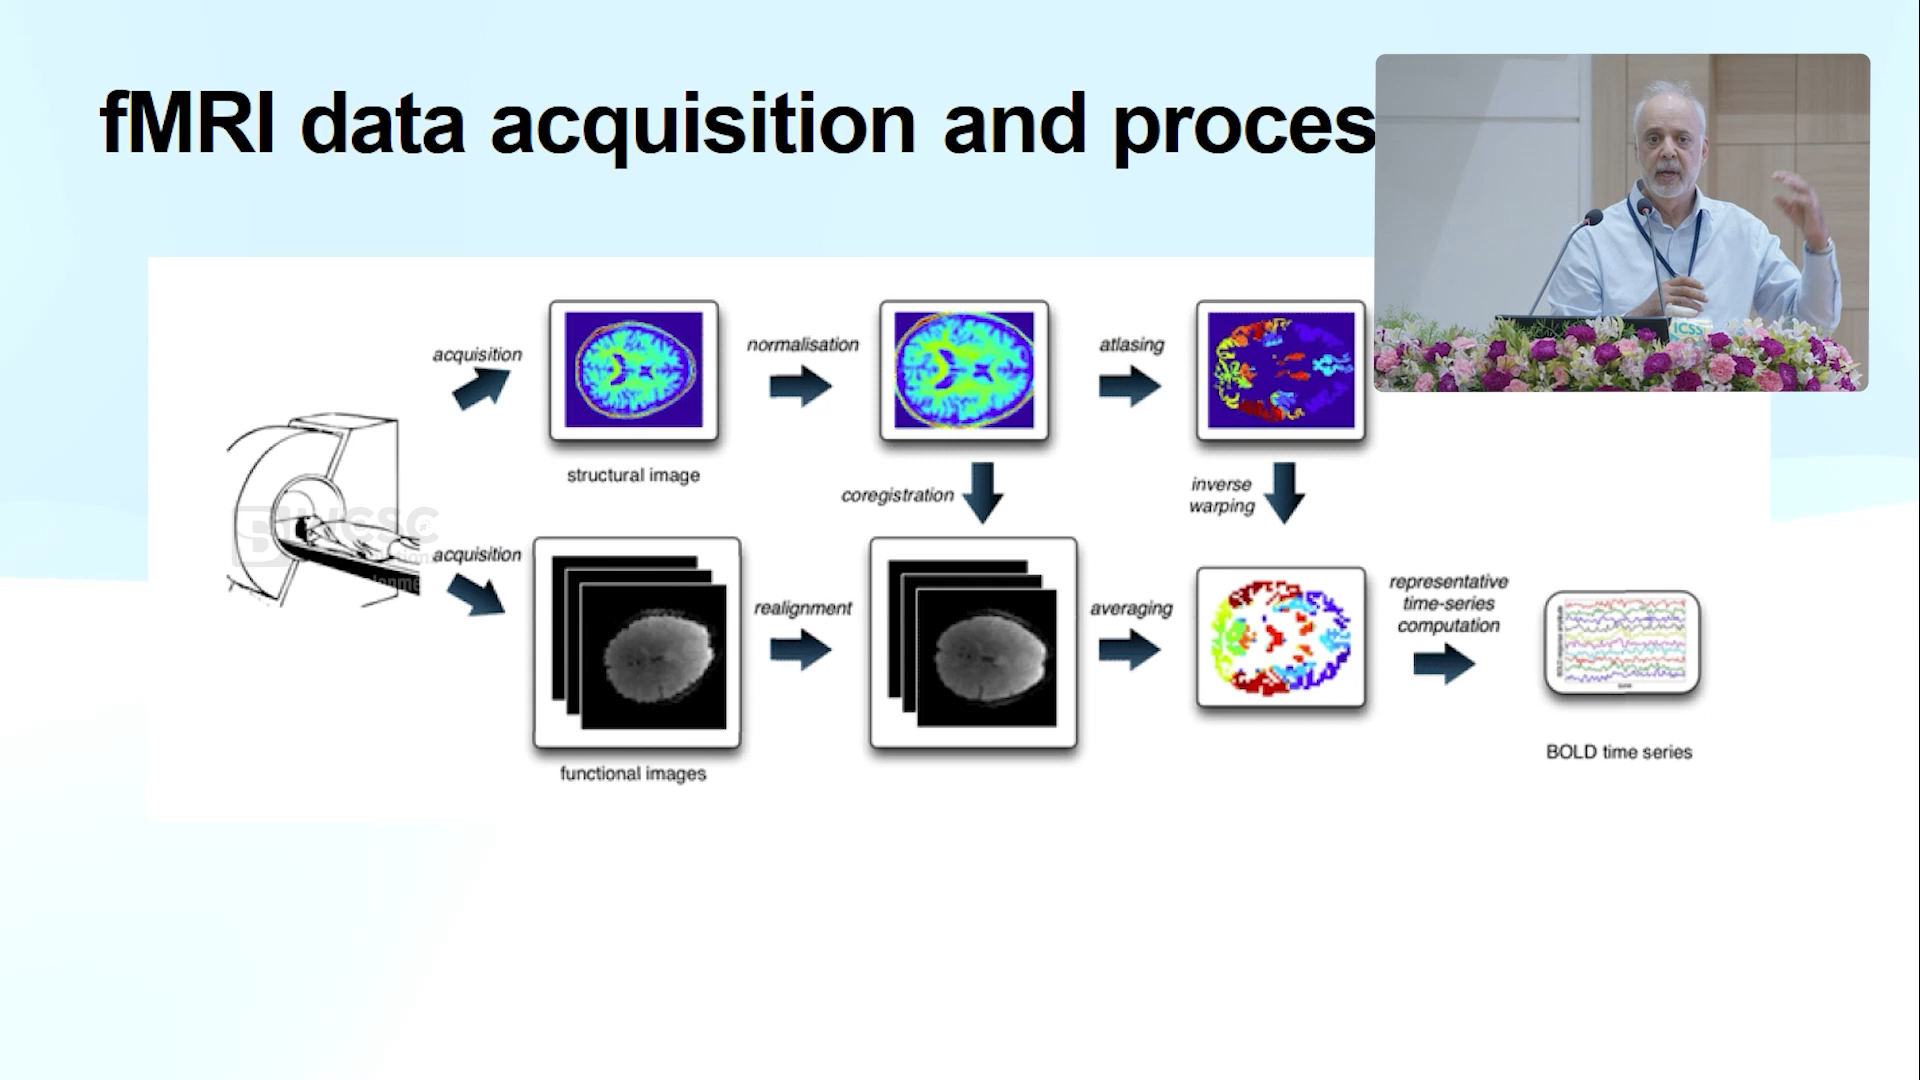 fMRI data acquisition and proces
acquisition
normalisation
atlasing
structural image
coregistration
inverse
warping
acquisition
realignment
averaging
representative
time-series
computation
functional images
BOLD time series
ICSS